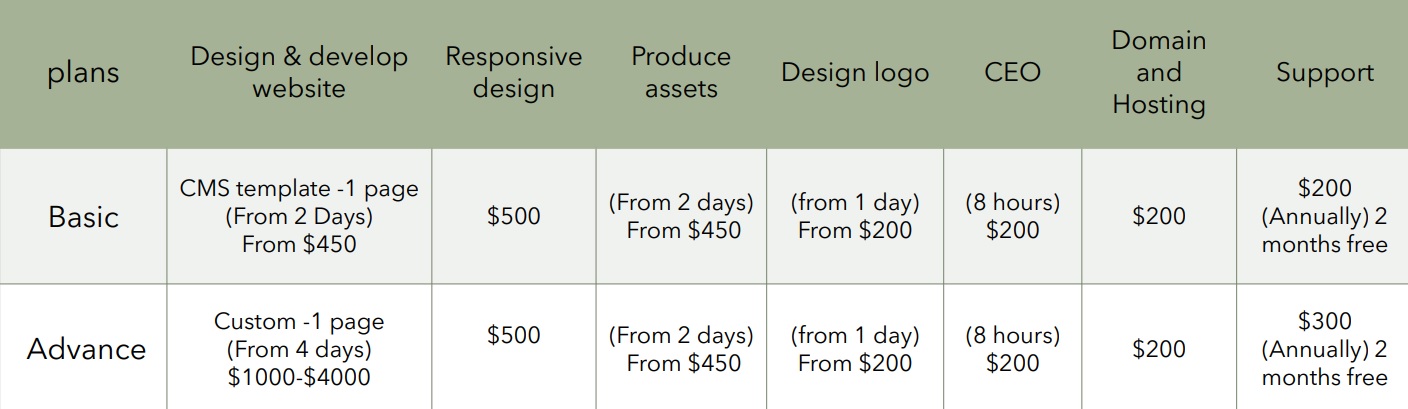 plans
Design & develop
website
Responsive
design
Produce
assets
Design logo
CEO
Domain
and
Hosting
Support
Basic
CMS template -1 page
(From 2 Days)
From $450
$500
(From 2 days)
From $450
(from 1 day)
From $200
(8 hours)
$200
$200
$200
(Annually) 2
months free
Advance
Custom -1 page
(From 4 days)
$1000-$4000
$500
(From 2 days)
From $450
(from 1 day)
From $200
(8 hours)
$200
$200
$300
(Annually) 2
months free